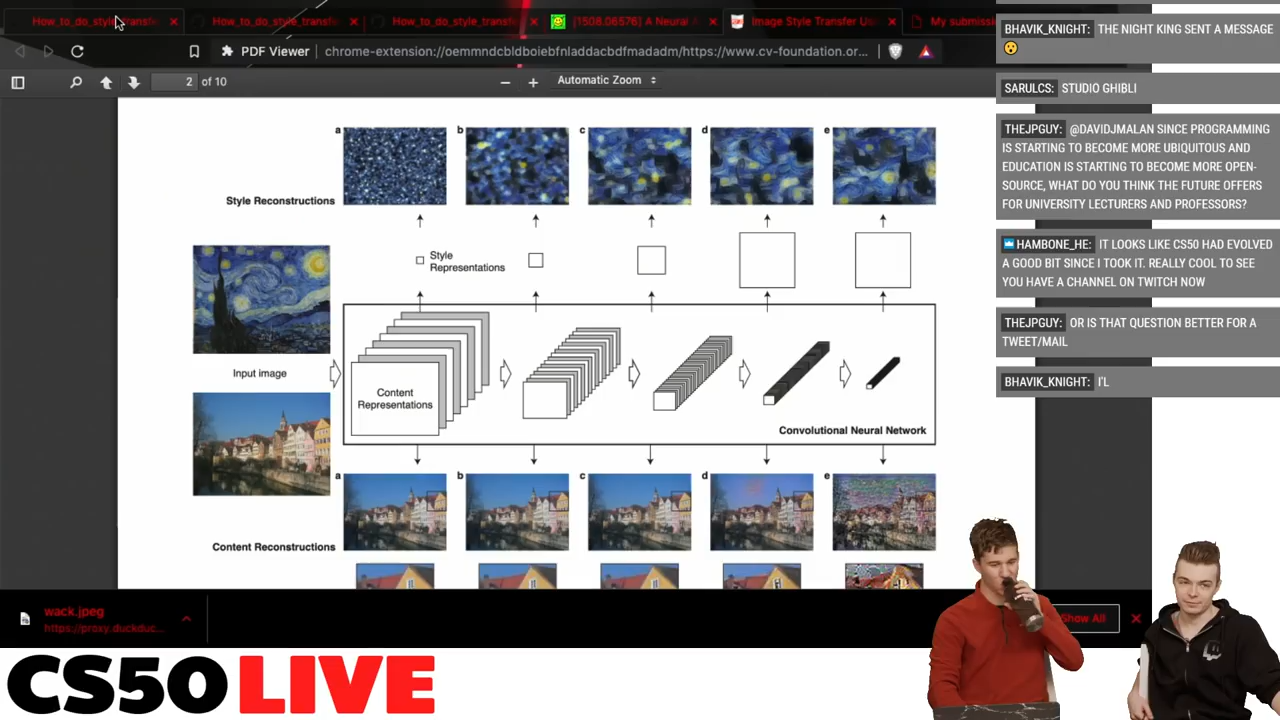 How_to_do_style_transfe
How_to_do_style_transfe
How_to_do_style_transfe
[1508.06576] A Neural A
Image Style Transfer Us
My submissi
PDF Viewer
chrome-extension://oemmndcbldboiebfnladdacbdfmadadm/https://www.cv-foundation.or...
2 of 10
Automatic Zoom
a b c d e
Style Reconstructions
Style
Representations
Input image
Content
Representations
Convolutional Neural Network
a b c d e
Content Reconstructions
wack.jpeg
https://proxy.duckduc...
Show All
CS50 LIVE
BHAVIK_KNIGHT: THE NIGHT KING SENT A MESSAGE
SARULCS: STUDIO GHIBLI
THEJPGUY: @DAVIDJMALAN SINCE PROGRAMMING
IS STARTING TO BECOME MORE UBIQUITOUS AND
EDUCATION IS STARTING TO BECOME MORE OPEN-
SOURCE, WHAT DO YOU THINK THE FUTURE OFFERS
FOR UNIVERSITY LECTURERS AND PROFESSORS?
HAMBONE_HE: IT LOOKS LIKE CS50 HAD EVOLVED
A GOOD BIT SINCE I TOOK IT. REALLY COOL TO SEE
YOU HAVE A CHANNEL ON TWITCH NOW
THEJPGUY: OR IS THAT QUESTION BETTER FOR A
TWEET/MAIL
BHAVIK_KNIGHT: I'L